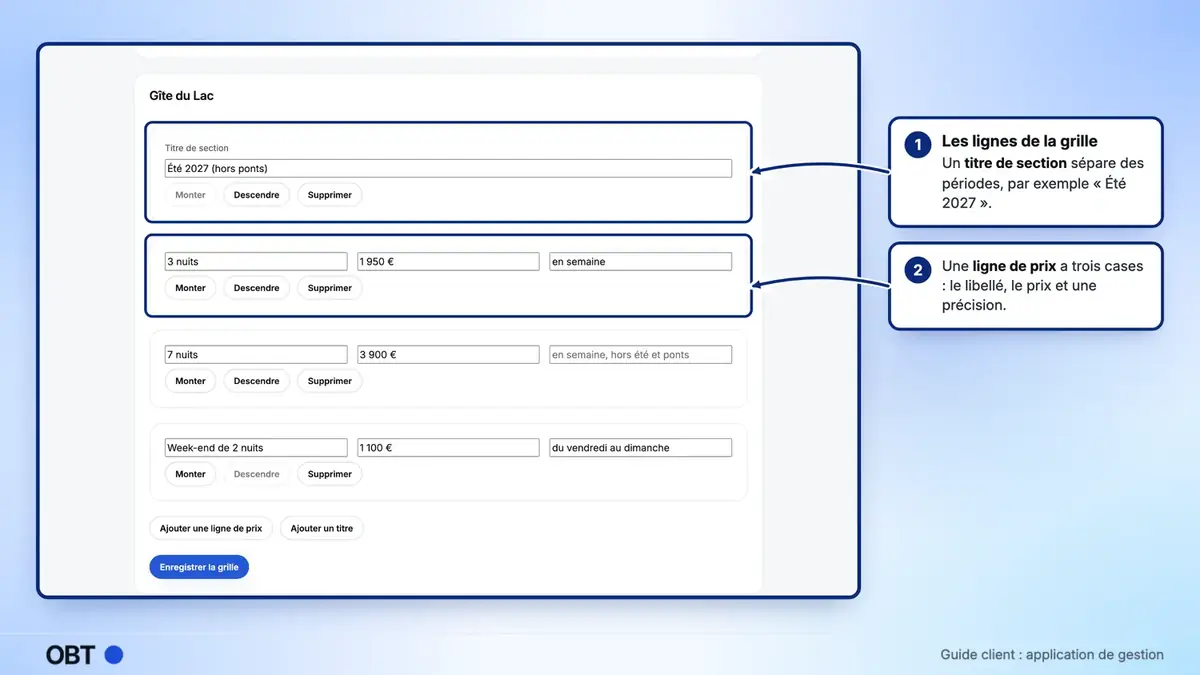 Gîte du Lac
Titre de section
Été 2027 (hors ponts)
Monter Descendre Supprimer
3 nuits 1 950 € en semaine
Monter Descendre Supprimer
7 nuits 3 900 € en semaine, hors été et ponts
Monter Descendre Supprimer
Week-end de 2 nuits 1 100 € du vendredi au dimanche
Monter Descendre Supprimer
Ajouter une ligne de prix Ajouter un titre
Enregistrer la grille
1 Les lignes de la grille
Un titre de section sépare des
périodes, par exemple « Été
2027 ».
2 Une ligne de prix a trois cases
: le libellé, le prix et une
précision.
OBT
Guide client : application de gestion